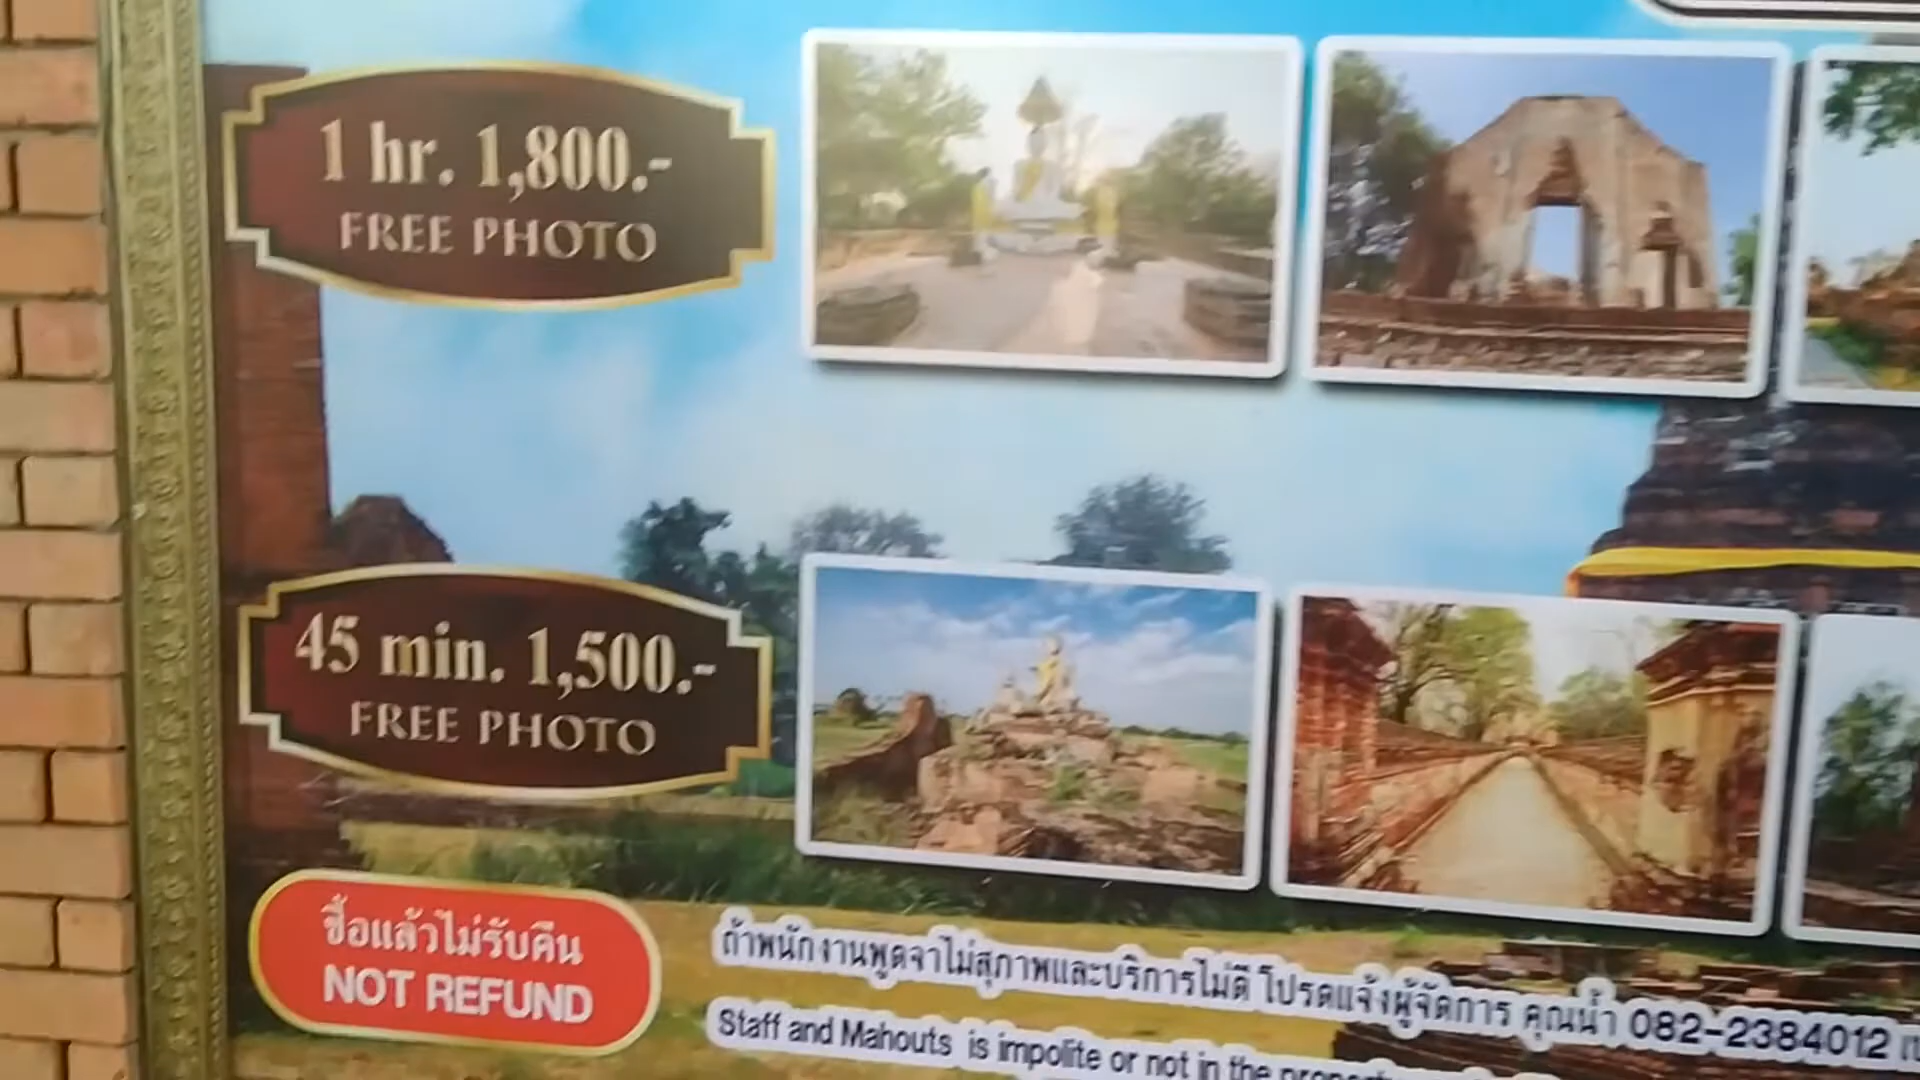 1 hr. 1,800.-
FREE PHOTO
45 min. 1,500.-
FREE PHOTO
ซื้อแล้วไม่รับคืน
NOT REFUND
ถ้าพนักงานพูดจาไม่สุภาพและบริการไม่ดี โปรดแจ้งผู้จัดการ คุณน้ำ 082-2384012
Staff and Mahouts is impolite or not in the